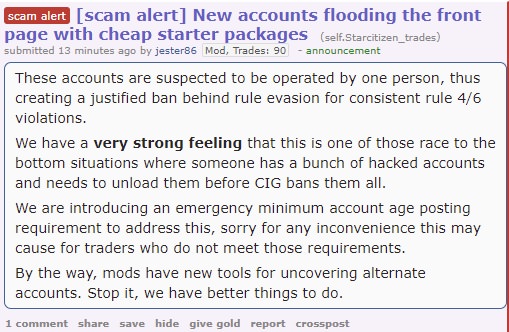 scam alert [scam alert] New accounts flooding the front
page with cheap starter packages (self.Starcitizen_trades)
submitted 13 minutes ago by jester86 Mod, Trades: 90 - announcement
These accounts are suspected to be operated by one person, thus
creating a justified ban behind rule evasion for consistent rule 4/6
violations.
We have a very strong feeling that this is one of those race to the
bottom situations where someone has a bunch of hacked accounts
and needs to unload them before CIG bans them all.
We are introducing an emergency minimum account age posting
requirement to address this, sorry for any inconvenience this may
cause for traders who do not meet those requirements.
By the way, mods have new tools for uncovering alternate
accounts. Stop it, we have better things to do.
1 comment share save hide give gold report crosspost